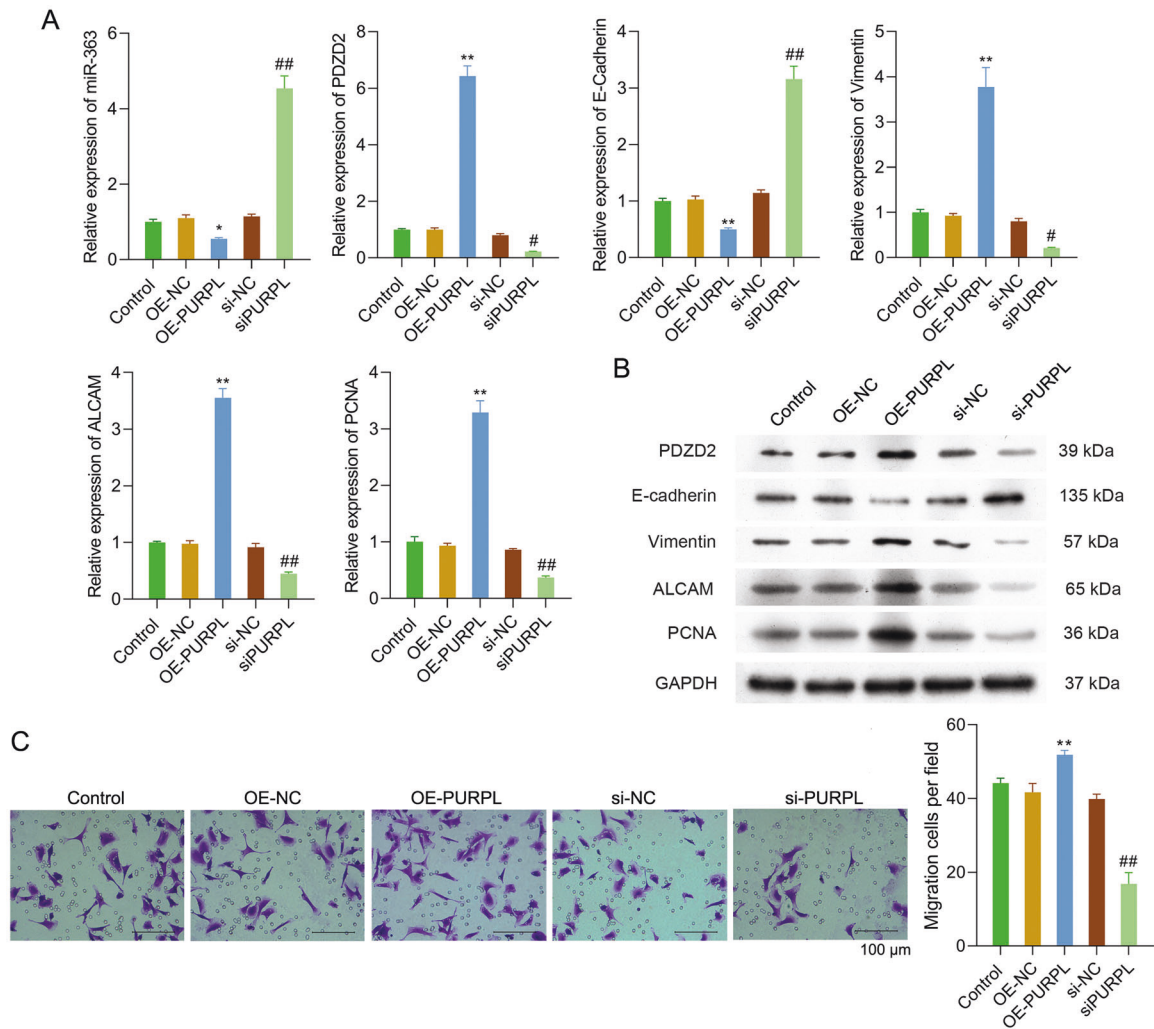 A
Relative expression of miR-363
6
4
2
0
*
##
Control
OE-NC
OE-PURPL
si-NC
siPURPL
Relative expression of PDZD2
8
6
4
2
0
**
#
Control
OE-NC
OE-PURPL
si-NC
siPURPL
Relative expression of E-Cadherin
4
3
2
1
0
**
##
Control
OE-NC
OE-PURPL
si-NC
siPURPL
Relative expression of Vimentin
5
4
3
2
1
0
**
#
Control
OE-NC
OE-PURPL
si-NC
siPURPL
Relative expression of ALCAM
4
3
2
1
0
**
##
Control
OE-NC
OE-PURPL
si-NC
siPURPL
Relative expression of PCNA
4
3
2
1
0
**
##
Control
OE-NC
OE-PURPL
si-NC
siPURPL
B
Control
OE-NC
OE-PURPL
si-NC
si-PURPL
PDZD2 39 kDa
E-cadherin 135 kDa
Vimentin 57 kDa
ALCAM 65 kDa
PCNA 36 kDa
GAPDH 37 kDa
C
Control
OE-NC
OE-PURPL
si-NC
si-PURPL
100 μm
Migration cells per field
60
40
20
0
**
##
Control
OE-NC
OE-PURPL
si-NC
siPURPL